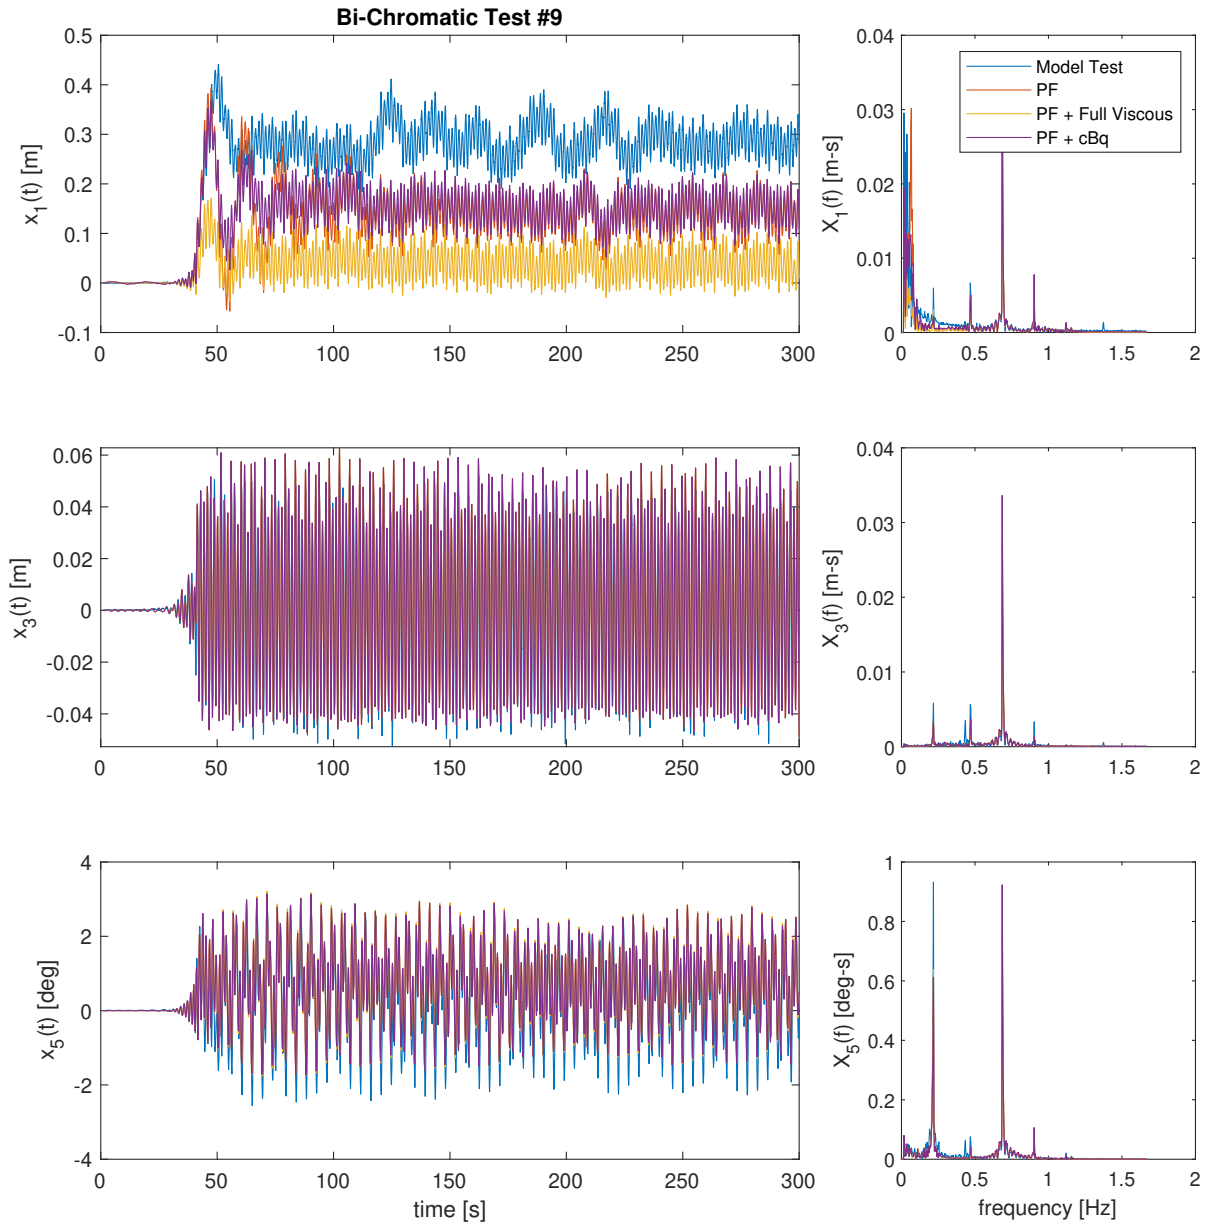 Bi-Chromatic Test #9
0.5
0.4
0.3
0.2
0.1
0
-0.1
x1(t) [m]
0 50 100 150 200 250 300
0.04
0.03
0.02
0.01
0
X1(f) [m-s]
Model Test
PF
PF + Full Viscous
PF + cBq
0 0.5 1 1.5 2
0.06
0.04
0.02
0
-0.02
-0.04
x3(t) [m]
0 50 100 150 200 250 300
0.04
0.03
0.02
0.01
0
X3(f) [m-s]
0 0.5 1 1.5 2
4
2
0
-2
-4
x5(t) [deg]
0 50 100 150 200 250 300
time [s]
1
0.8
0.6
0.4
0.2
0
X5(f) [deg-s]
0 0.5 1 1.5 2
frequency [Hz]